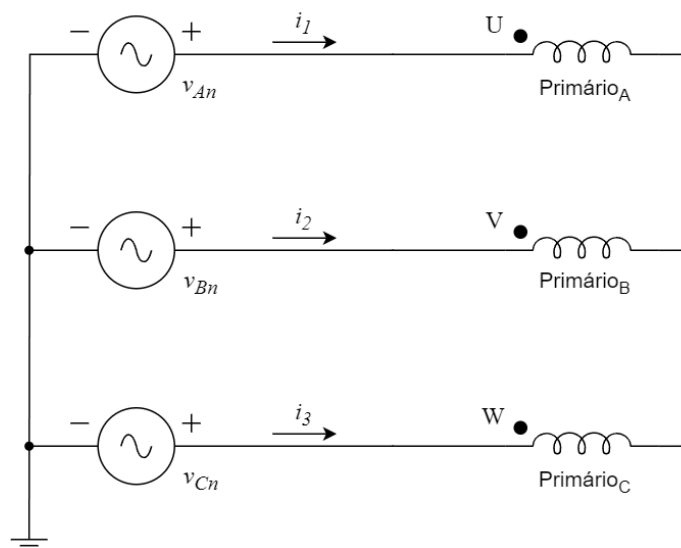 − + i₁ U
v_An Primário_A
− + i₂ V
v_Bn Primário_B
− + i₃ W
v_Cn Primário_C